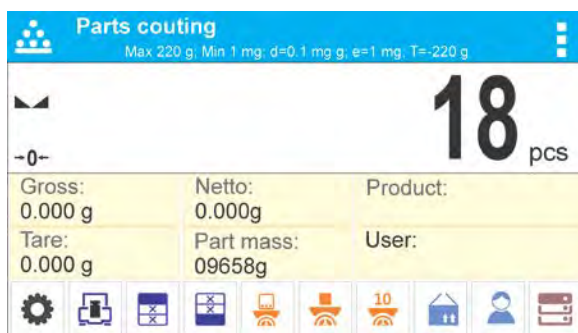 Parts couting
Max 220 g; Min 1 mg; d=0.1 mg g; e=1 mg; T=-220 g
18 pcs
→0←
Gross: Netto: Product:
0.000 g 0.000g
Tare: Part mass: User:
0.000 g 09658g
10